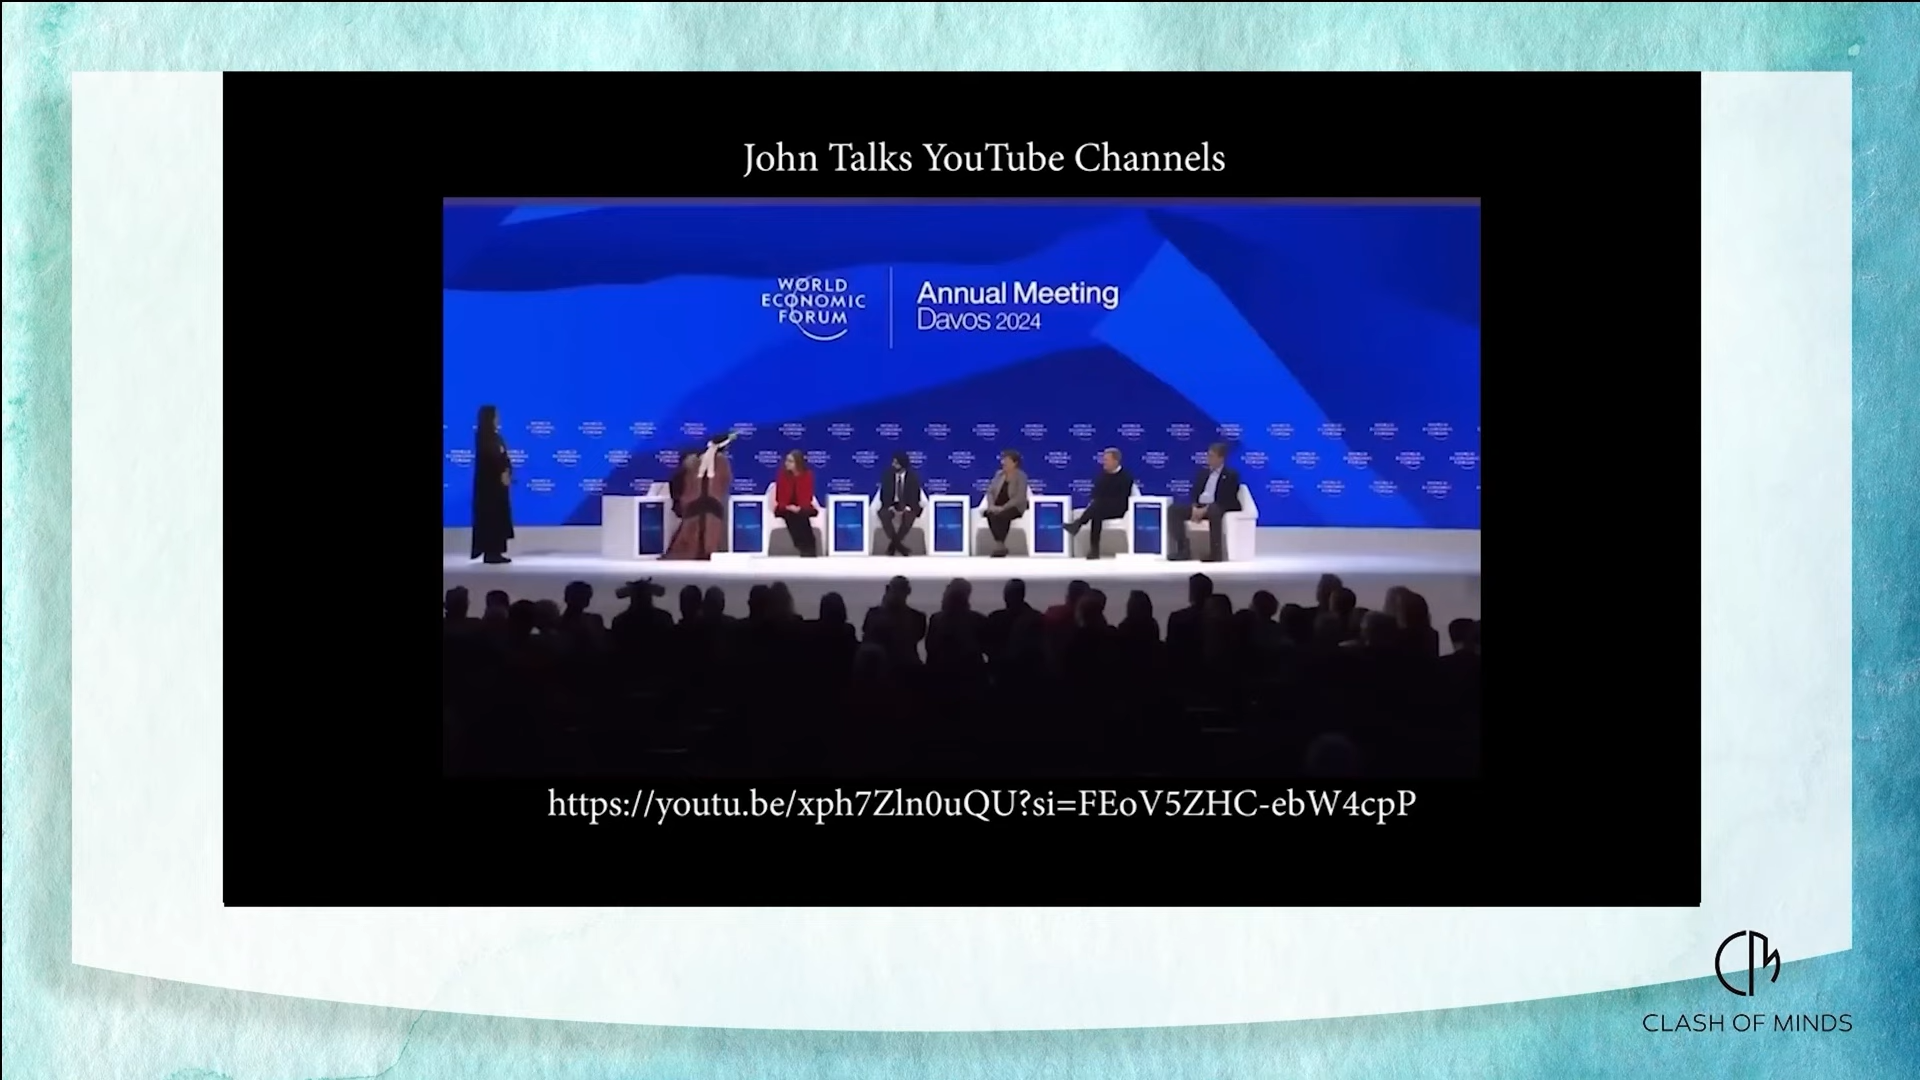 John Talks YouTube Channels
WORLD
ECONOMIC
FORUM
Annual Meeting
Davos 2024
https://youtu.be/xph7Zln0uQU?si=FEoV5ZHC-ebW4cpP
CLASH OF MINDS